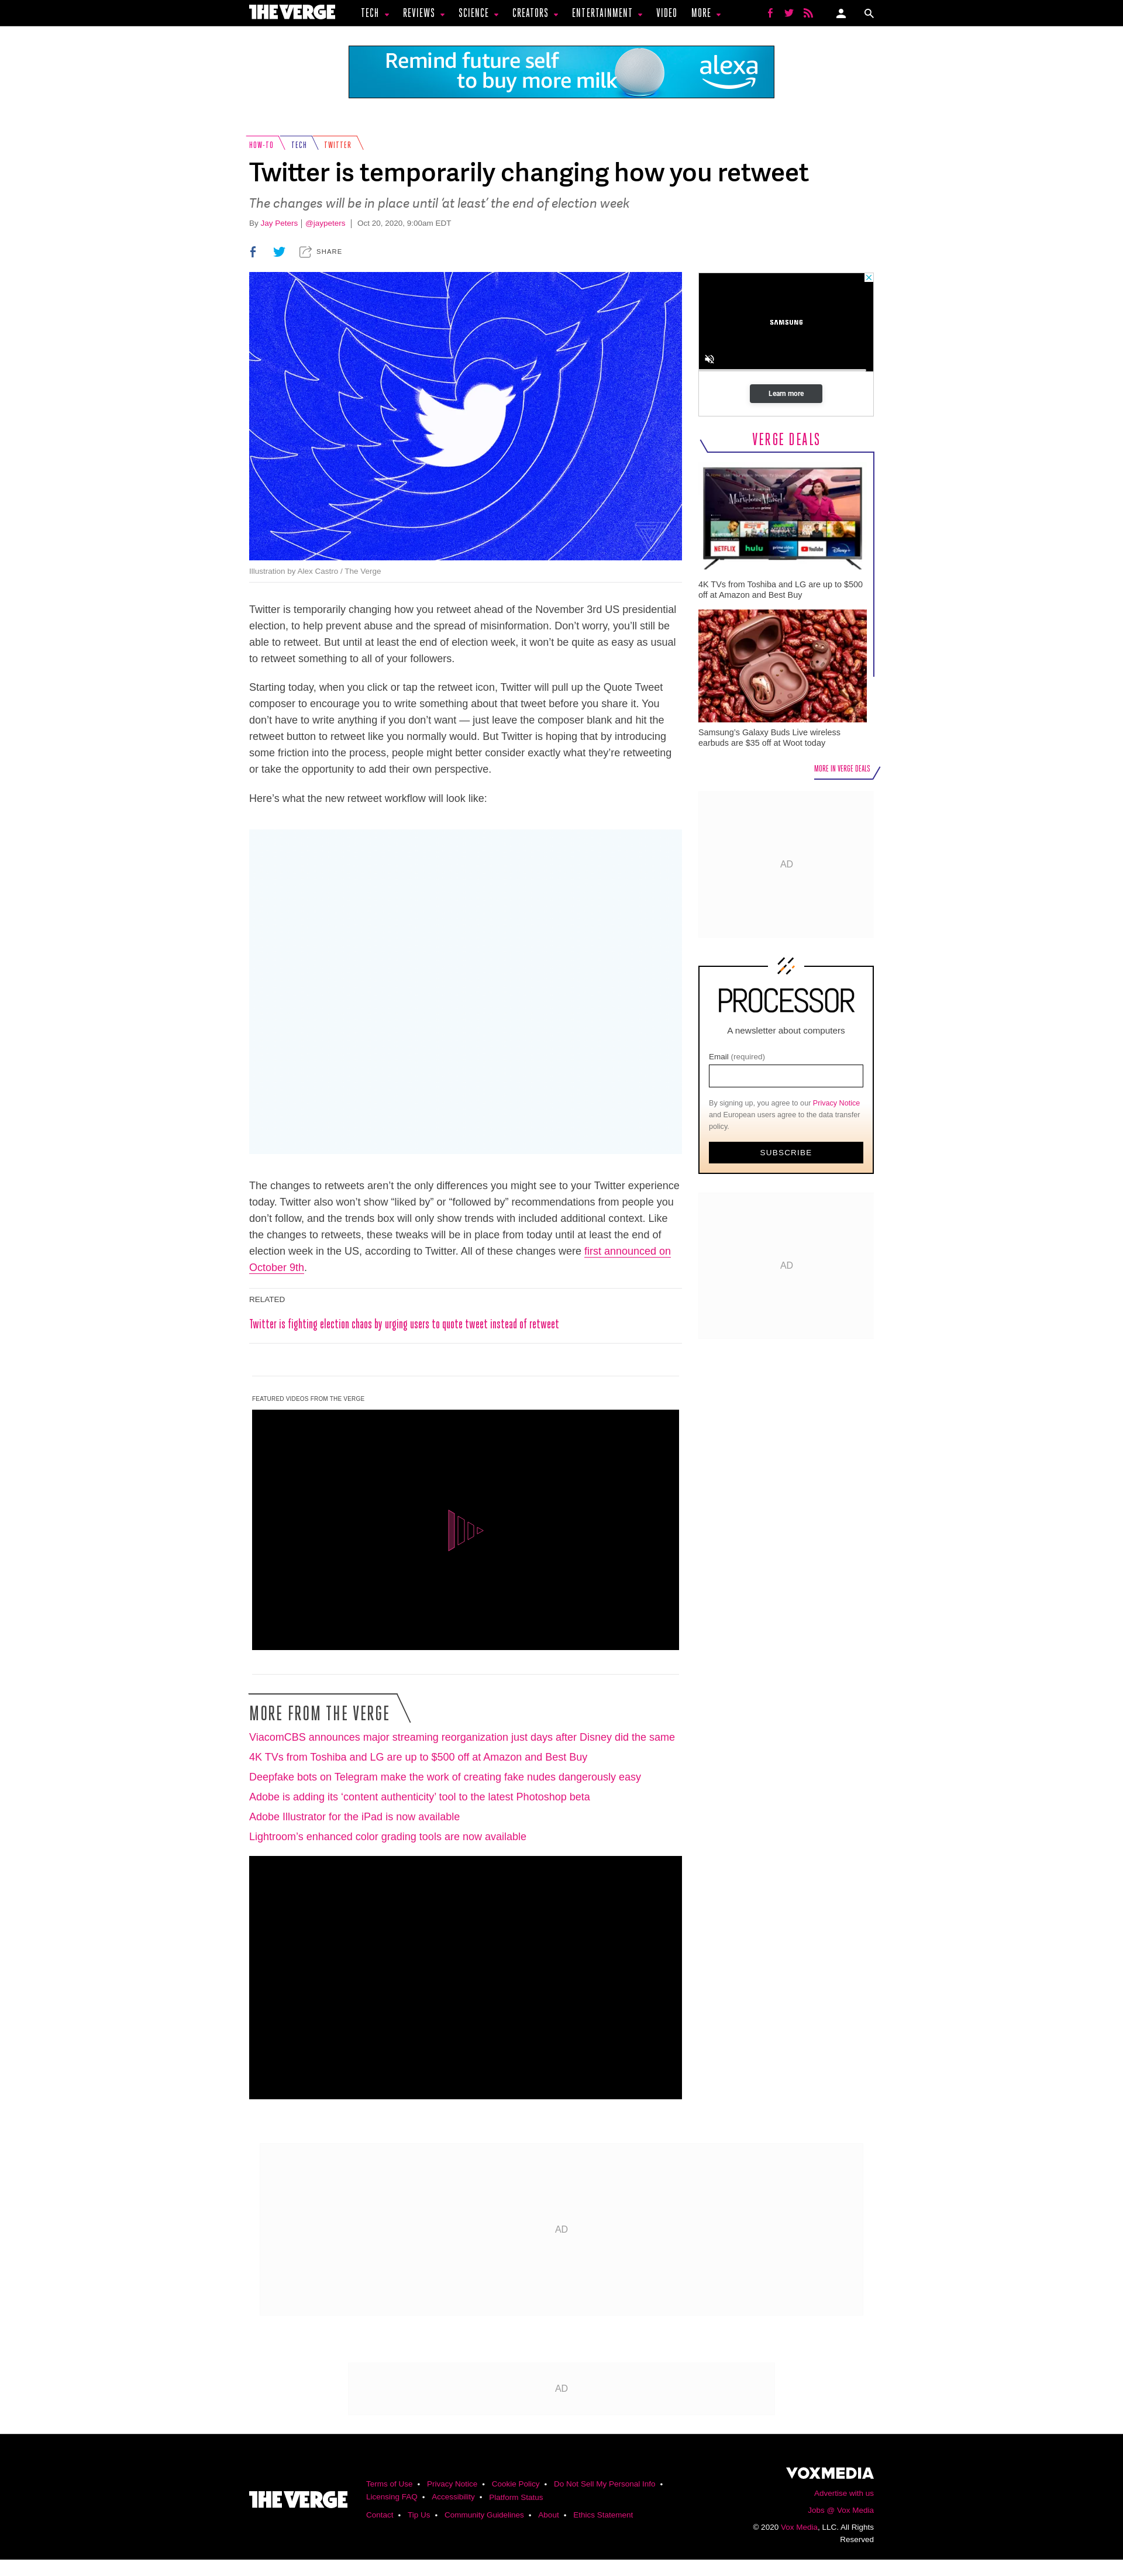 THE VERGE
TECH
REVIEWS
SCIENCE
CREATORS
ENTERTAINMENT
VIDEO
MORE
Remind future self
to buy more milk
alexa
HOW-TO
TECH
TWITTER
Twitter is temporarily changing how you retweet
The changes will be in place until ‘at least’ the end of election week
By Jay Peters | @jaypeters | Oct 20, 2020, 9:00am EDT
SHARE
Illustration by Alex Castro / The Verge
Twitter is temporarily changing how you retweet ahead of the November 3rd US presidential
election, to help prevent abuse and the spread of misinformation. Don’t worry, you’ll still be
able to retweet. But until at least the end of election week, it won’t be quite as easy as usual
to retweet something to all of your followers.
Starting today, when you click or tap the retweet icon, Twitter will pull up the Quote Tweet
composer to encourage you to write something about that tweet before you share it. You
don’t have to write anything if you don’t want — just leave the composer blank and hit the
retweet button to retweet like you normally would. But Twitter is hoping that by introducing
some friction into the process, people might better consider exactly what they’re retweeting
or take the opportunity to add their own perspective.
Here’s what the new retweet workflow will look like:
The changes to retweets aren’t the only differences you might see to your Twitter experience
today. Twitter also won’t show “liked by” or “followed by” recommendations from people you
don’t follow, and the trends box will only show trends with included additional context. Like
the changes to retweets, these tweaks will be in place from today until at least the end of
election week in the US, according to Twitter. All of these changes were first announced on
October 9th.
RELATED
Twitter is fighting election chaos by urging users to quote tweet instead of retweet
FEATURED VIDEOS FROM THE VERGE
MORE FROM THE VERGE
ViacomCBS announces major streaming reorganization just days after Disney did the same
4K TVs from Toshiba and LG are up to $500 off at Amazon and Best Buy
Deepfake bots on Telegram make the work of creating fake nudes dangerously easy
Adobe is adding its ‘content authenticity’ tool to the latest Photoshop beta
Adobe Illustrator for the iPad is now available
Lightroom’s enhanced color grading tools are now available
SAMSUNG
Learn more
VERGE DEALS
NETFLIX
hulu
prime video
YouTube
Disney+
4K TVs from Toshiba and LG are up to $500
off at Amazon and Best Buy
Samsung’s Galaxy Buds Live wireless
earbuds are $35 off at Woot today
MORE IN VERGE DEALS
AD
PROCESSOR
A newsletter about computers
Email (required)
By signing up, you agree to our Privacy Notice
and European users agree to the data transfer
policy.
SUBSCRIBE
AD
AD
AD
THE VERGE
Terms of Use • Privacy Notice • Cookie Policy • Do Not Sell My Personal Info •
Licensing FAQ • Accessibility • Platform Status
Contact • Tip Us • Community Guidelines • About • Ethics Statement
VOXMEDIA
Advertise with us
Jobs @ Vox Media
© 2020 Vox Media, LLC. All Rights
Reserved